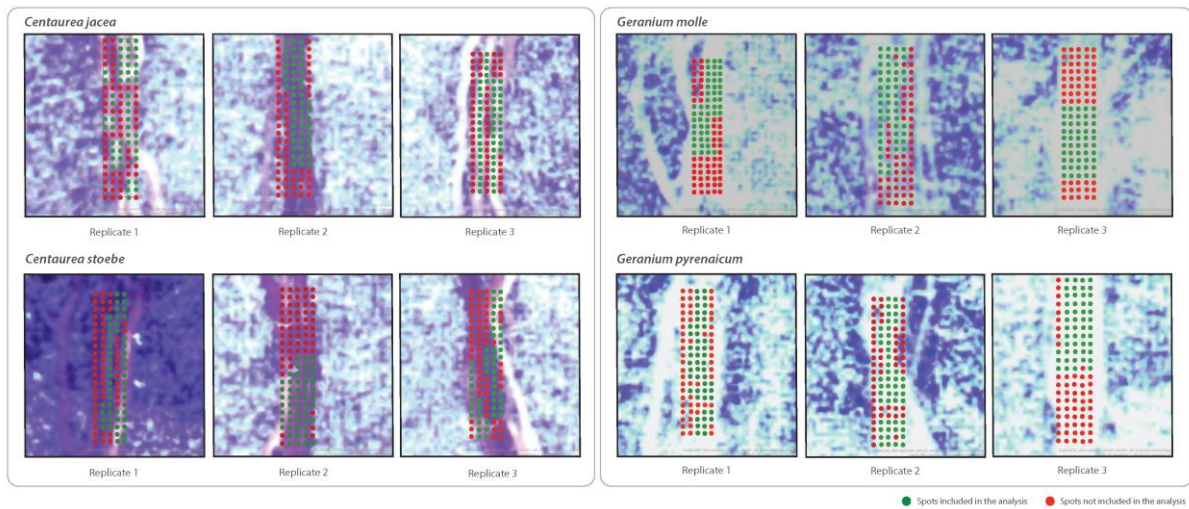 Centaurea jacea
Replicate 1
Replicate 2
Replicate 3
Centaurea stoebe
Replicate 1
Replicate 2
Replicate 3
Geranium molle
Replicate 1
Replicate 2
Replicate 3
Geranium pyrenaicum
Replicate 1
Replicate 2
Replicate 3
Spots included in the analysis
Spots not included in the analysis